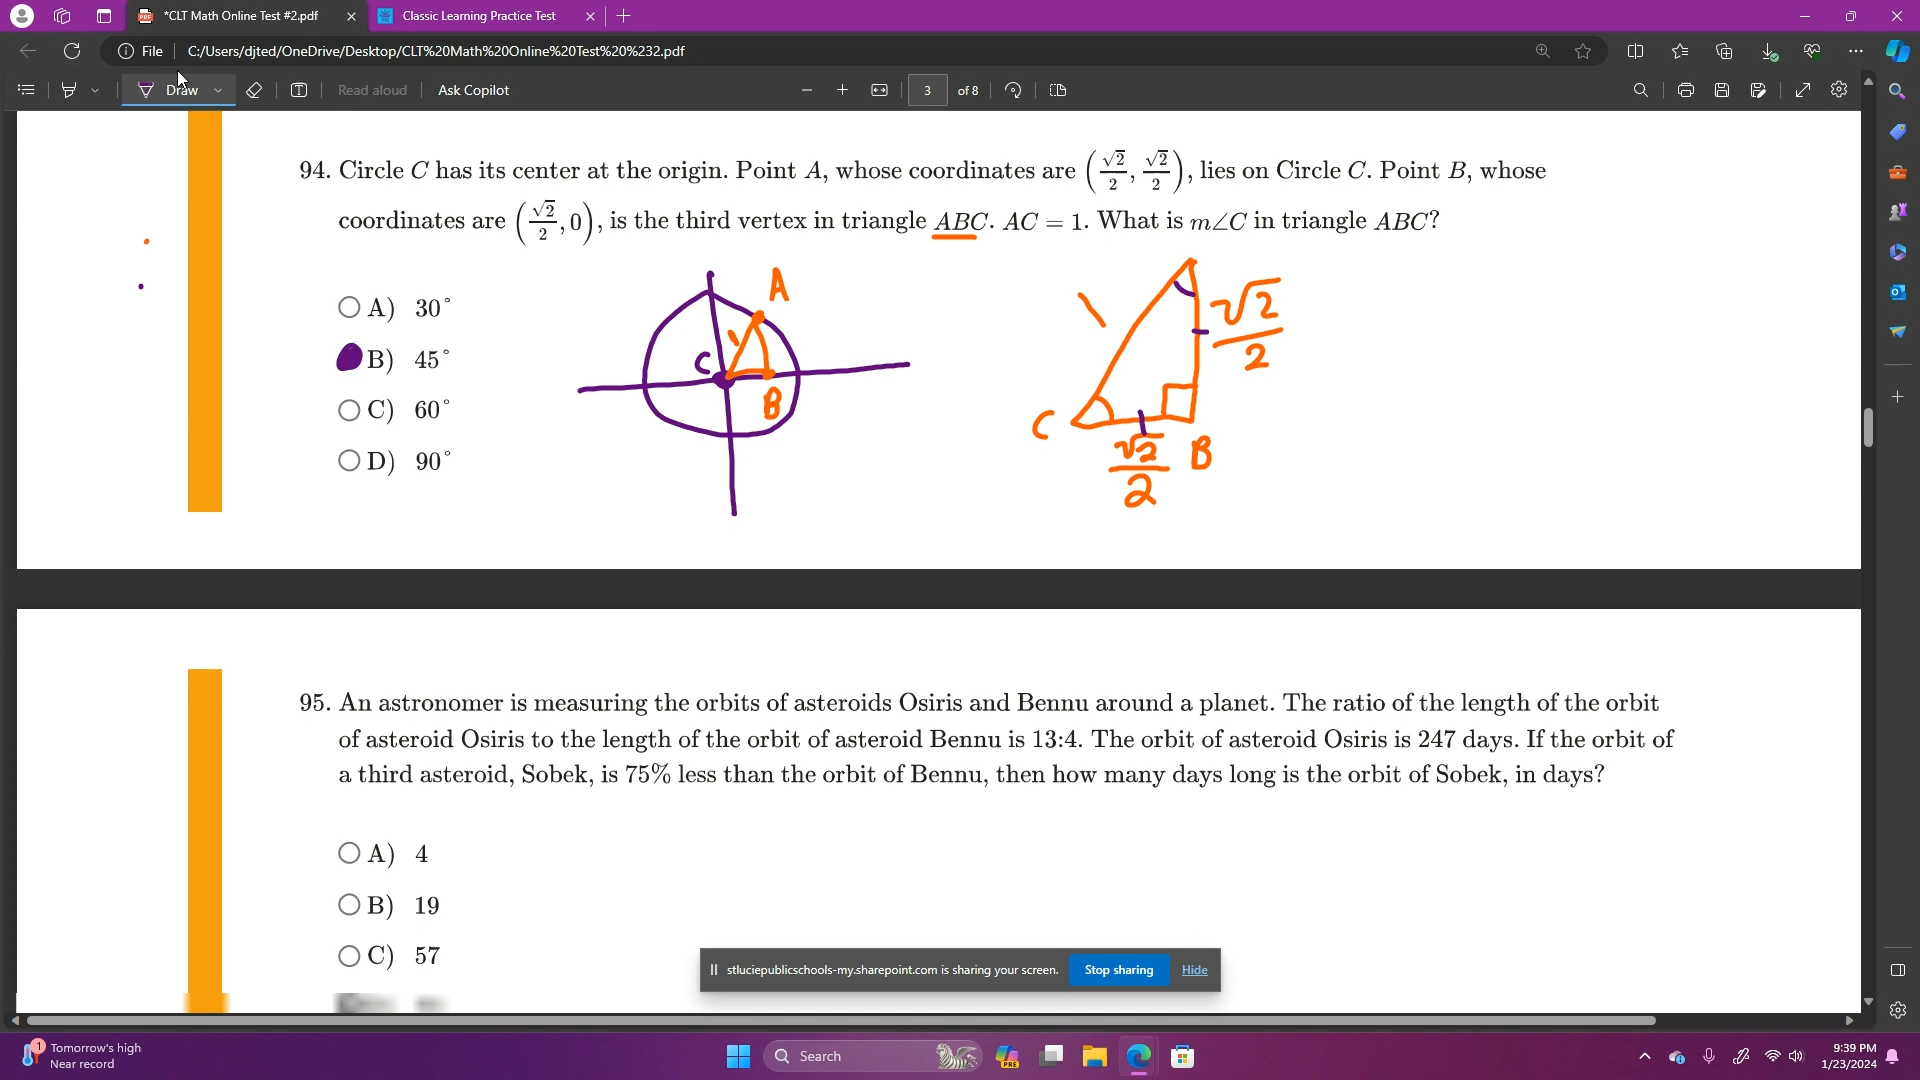 *CLT Math Online Test #2.pdf
Classic Learning Practice Test
File
C:/Users/djted/OneDrive/Desktop/CLT%20Math%20Online%20Test%20%232.pdf
Draw
Read aloud
Ask Copilot
3 of 8
94. Circle C has its center at the origin. Point A, whose coordinates are (√2/2, √2/2), lies on Circle C. Point B, whose
coordinates are (√2/2, 0), is the third vertex in triangle ABC. AC = 1. What is m∠C in triangle ABC?
A) 30°
B) 45°
C) 60°
D) 90°
A
C
B
1
1
√2/2
C
√2/2
B
95. An astronomer is measuring the orbits of asteroids Osiris and Bennu around a planet. The ratio of the length of the orbit
of asteroid Osiris to the length of the orbit of asteroid Bennu is 13:4. The orbit of asteroid Osiris is 247 days. If the orbit of
a third asteroid, Sobek, is 75% less than the orbit of Bennu, then how many days long is the orbit of Sobek, in days?
A) 4
B) 19
C) 57
stluciepublicschools-my.sharepoint.com is sharing your screen.
Stop sharing
Hide
1
Tomorrow's high
Near record
Search
PRE
9:39 PM
1/23/2024